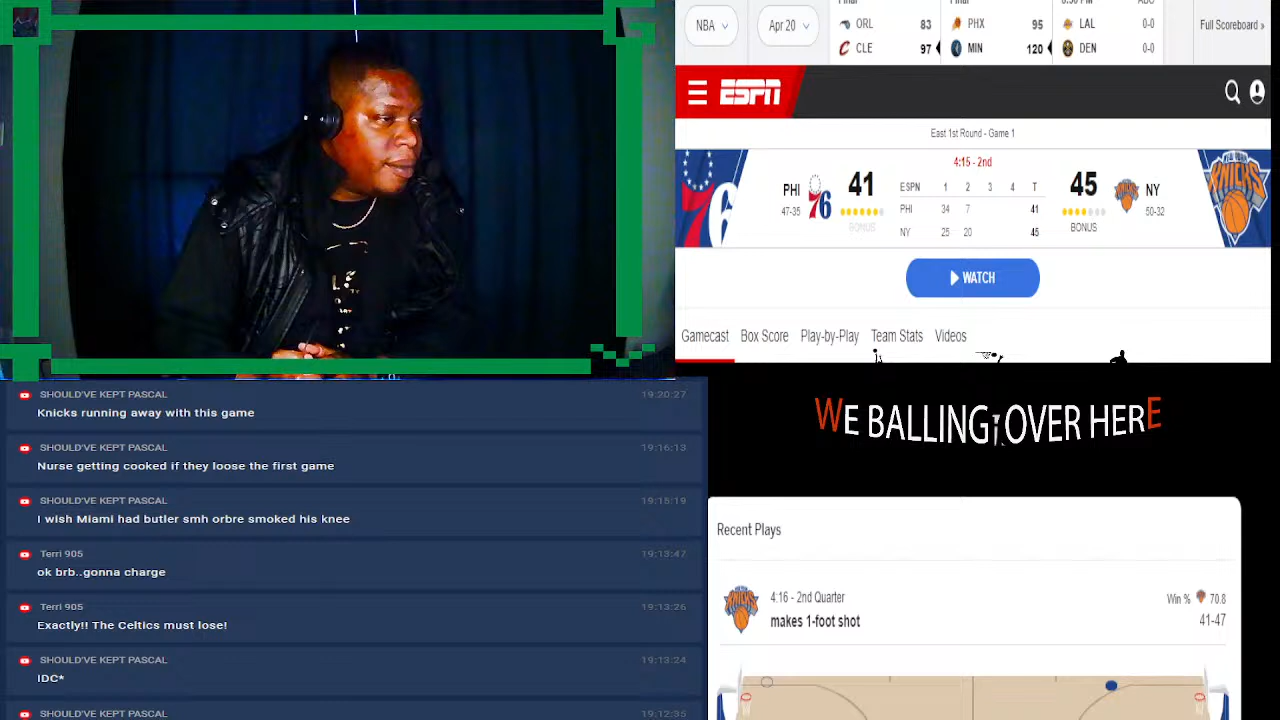 NBA
Apr 20
ORL 83
CLE 97
PHX 95
MIN 120
LAL 0-0
DEN 0-0
Full Scoreboard »
ESPN
East 1st Round - Game 1
4:15 - 2nd
PHI 41
47-35
BONUS
ESPN 1 2 3 4 T
PHI 34 7 41
NY 25 20 45
45 NY
50-32
BONUS
KNICKS
WATCH
Gamecast Box Score Play-by-Play Team Stats Videos
SHOULD'VE KEPT PASCAL 19:20:27
Knicks running away with this game
SHOULD'VE KEPT PASCAL 19:16:13
Nurse getting cooked if they loose the first game
SHOULD'VE KEPT PASCAL 19:15:19
I wish Miami had butler smh orbre smoked his knee
Terri 905 19:13:47
ok brb..gonna charge
Terri 905 19:13:26
Exactly!! The Celtics must lose!
SHOULD'VE KEPT PASCAL 19:13:24
IDC*
SHOULD'VE KEPT PASCAL 19:12:35
WE BALLING OVER HERE
Recent Plays
4:16 - 2nd Quarter
makes 1-foot shot
Win % 70.8
41-47